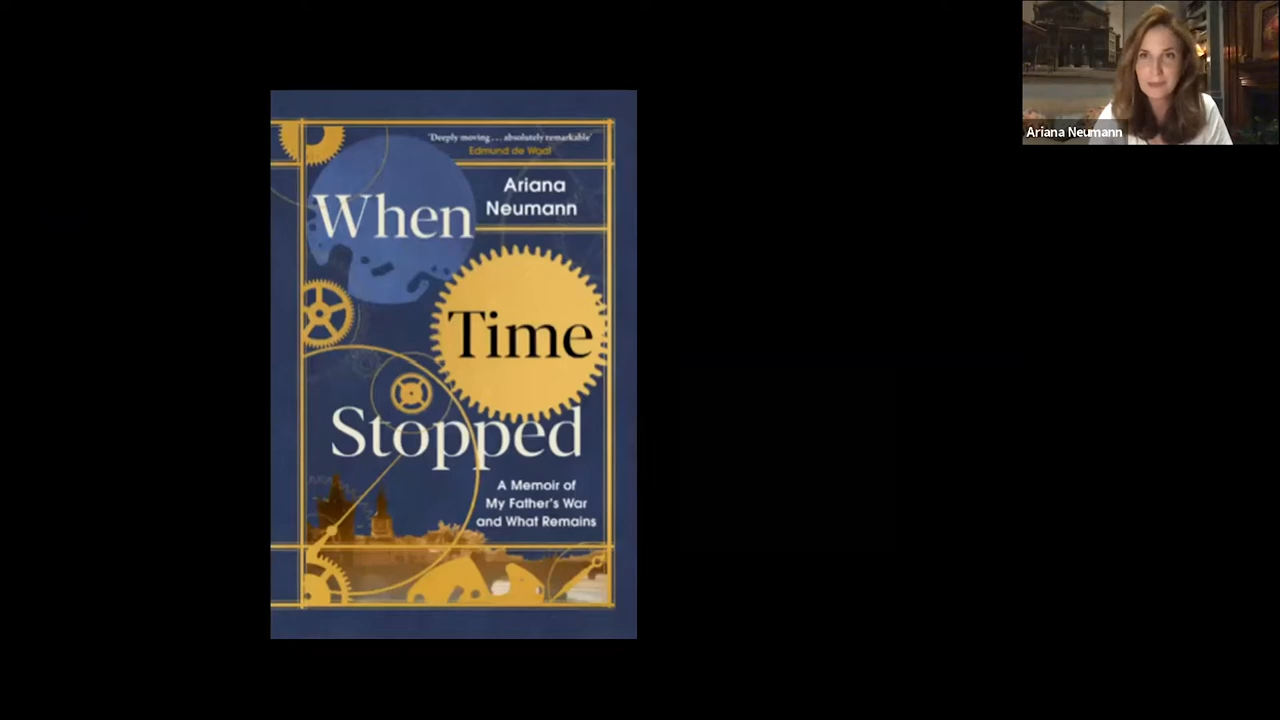 'Deeply moving ... absolutely remarkable'
Edmund de Waal
Ariana
Neumann
When
Time
Stopped
A Memoir of
My Father's War
and What Remains
Ariana Neumann